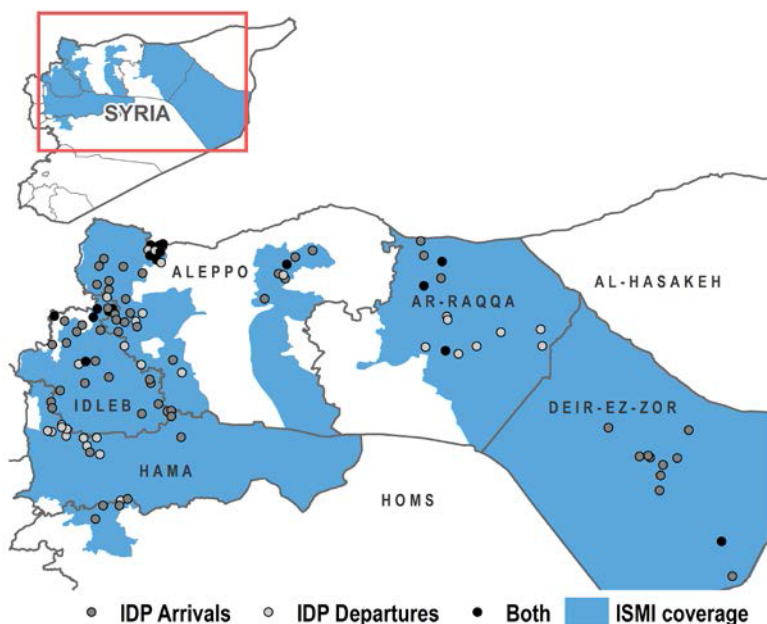 SYRIA
ALEPPO
AL-HASAKEH
AR-RAQQA
IDLEB
DEIR-EZ-ZOR
HAMA
HOMS
IDP Arrivals
IDP Departures
Both
ISMI coverage